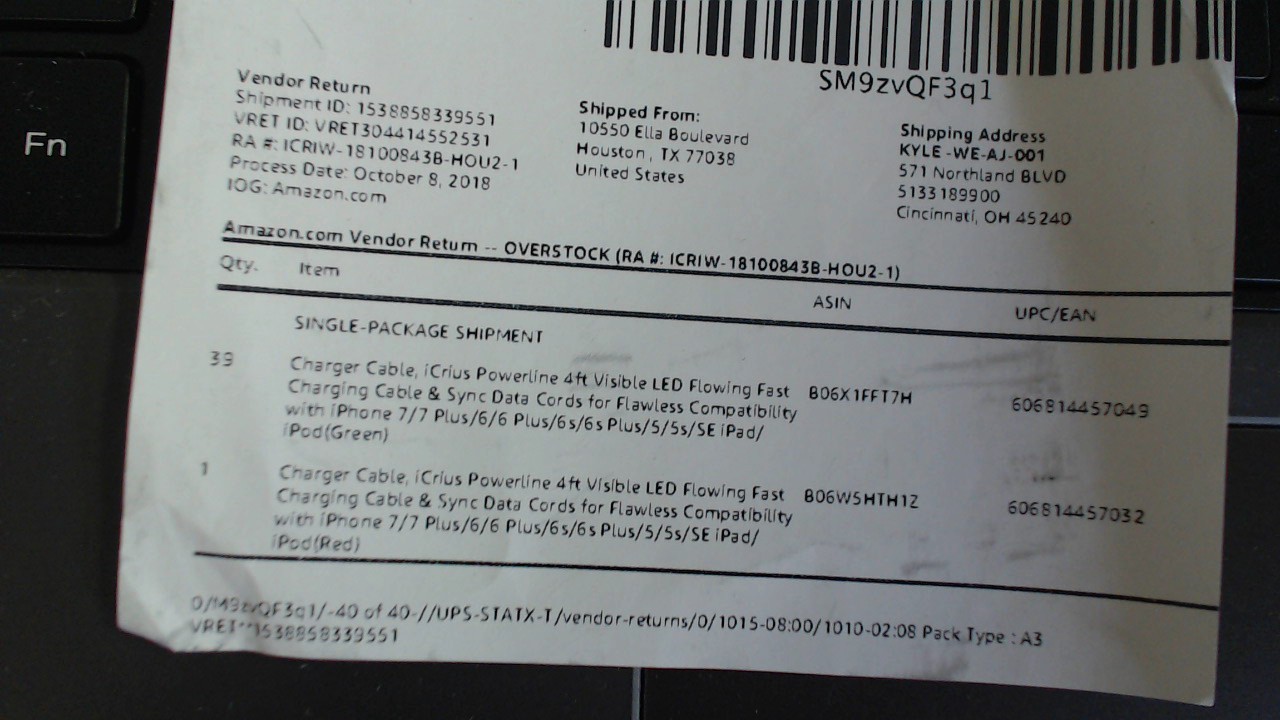 Fn
SM9zvQF3q1
Vendor Return
Shipment ID: 1538858339551
VRET ID: VRET304414552531
RA #: ICRIW-18100843B-HOU2-1
Process Date: October 8, 2018
IOG: Amazon.com
Shipped From:
10550 Ella Boulevard
Houston, TX 77038
United States
Shipping Address
KYLE -WE-AJ-001
571 Northland BLVD
5133189900
Cincinnati, OH 45240
Amazon.com Vendor Return -- OVERSTOCK (RA #: ICRIW-18100843B-HOU2-1)
Qty. Item ASIN UPC/EAN
SINGLE-PACKAGE SHIPMENT
39 Charger Cable, iCrius Powerline 4ft Visible LED Flowing Fast B06X1FFT7H 606814457049
Charging Cable & Sync Data Cords for Flawless Compatibility
with iPhone 7/7 Plus/6/6 Plus/6s/6s Plus/5/5s/SE iPad/
iPod(Green)
1 Charger Cable, iCrius Powerline 4ft Visible LED Flowing Fast B06W5HTH1Z 606814457032
Charging Cable & Sync Data Cords for Flawless Compatibility
with iPhone 7/7 Plus/6/6 Plus/6s/6s Plus/5/5s/SE iPad/
iPod(Red)
0/M9zvQF3q1/-40 of 40-//UPS-STATX-T/vendor-returns/0/1015-08:00/1010-02:08 Pack Type : A3
VRET**1538858339551